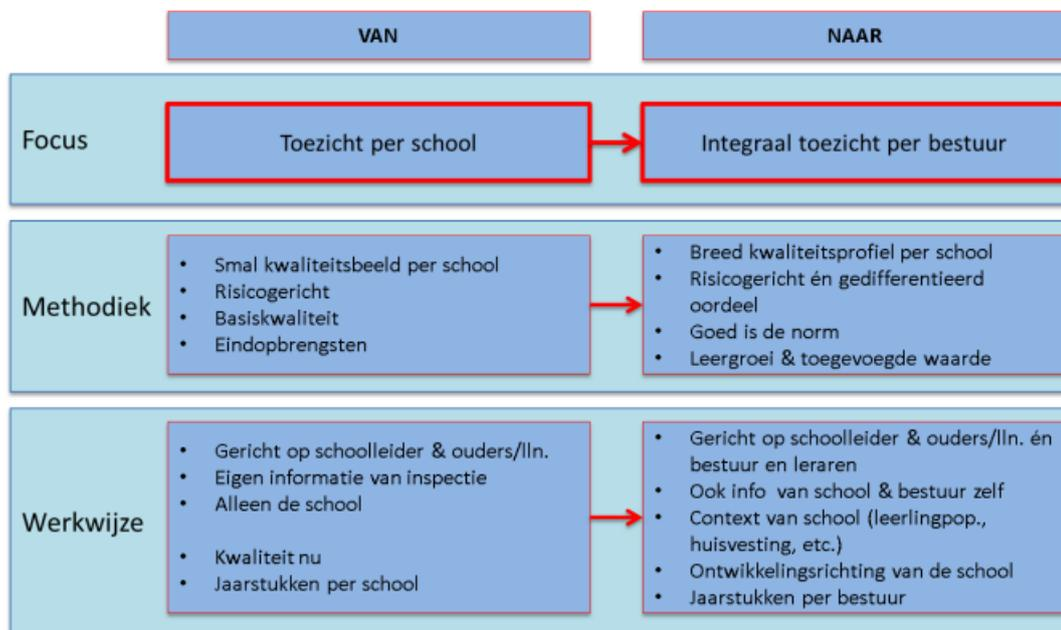 VAN
NAAR
Focus
Toezicht per school
Integraal toezicht per bestuur
Methodiek
• Smal kwaliteitsbeeld per school
• Risicogericht
• Basiskwaliteit
• Eindopbrengsten
• Breed kwaliteitsprofiel per school
• Risicogericht én gedifferentieerd
oordeel
• Goed is de norm
• Leergroei & toegevoegde waarde
Werkwijze
• Gericht op schoolleider & ouders/lln.
• Eigen informatie van inspectie
• Alleen de school
• Kwaliteit nu
• Jaarstukken per school
• Gericht op schoolleider & ouders/lln. én
bestuur en leraren
• Ook info van school & bestuur zelf
• Context van school (leerlingpop.,
huisvesting, etc.)
• Ontwikkelingsrichting van de school
• Jaarstukken per bestuur